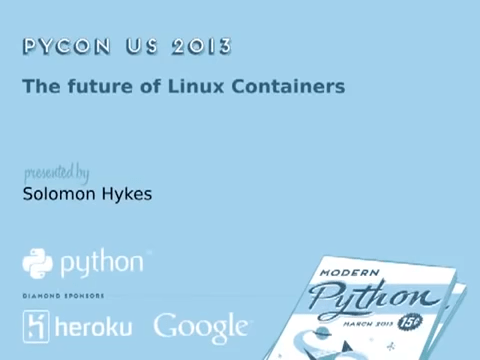 PYCON US 2013
The future of Linux Containers
presented by
Solomon Hykes
python
DIAMOND SPONSORS
heroku Google
MODERN
Python
MARCH 2013 15¢